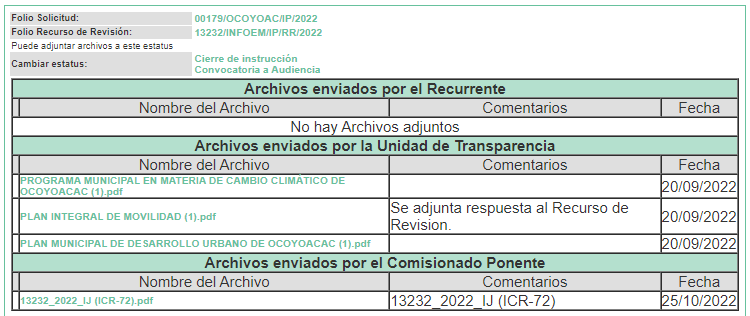 Folio Solicitud: 00179/OCOYOAC/IP/2022
Folio Recurso de Revisión: 13232/INFOEM/IP/RR/2022
Puede adjuntar archivos a este estatus
Cambiar estatus: Cierre de instrucción
Convocatoria a Audiencia
Archivos enviados por el Recurrente
Nombre del Archivo Comentarios Fecha
No hay Archivos adjuntos
Archivos enviados por la Unidad de Transparencia
Nombre del Archivo Comentarios Fecha
PROGRAMA MUNICIPAL EN MATERIA DE CAMBIO CLIMÁTICO DE
OCOYOACAC (1).pdf 20/09/2022
PLAN INTEGRAL DE MOVILIDAD (1).pdf Se adjunta respuesta al Recurso de
Revision. 20/09/2022
PLAN MUNICIPAL DE DESARROLLO URBANO DE OCOYOACAC (1).pdf 20/09/2022
Archivos enviados por el Comisionado Ponente
Nombre del Archivo Comentarios Fecha
13232_2022_IJ (ICR-72).pdf 13232_2022_IJ (ICR-72) 25/10/2022